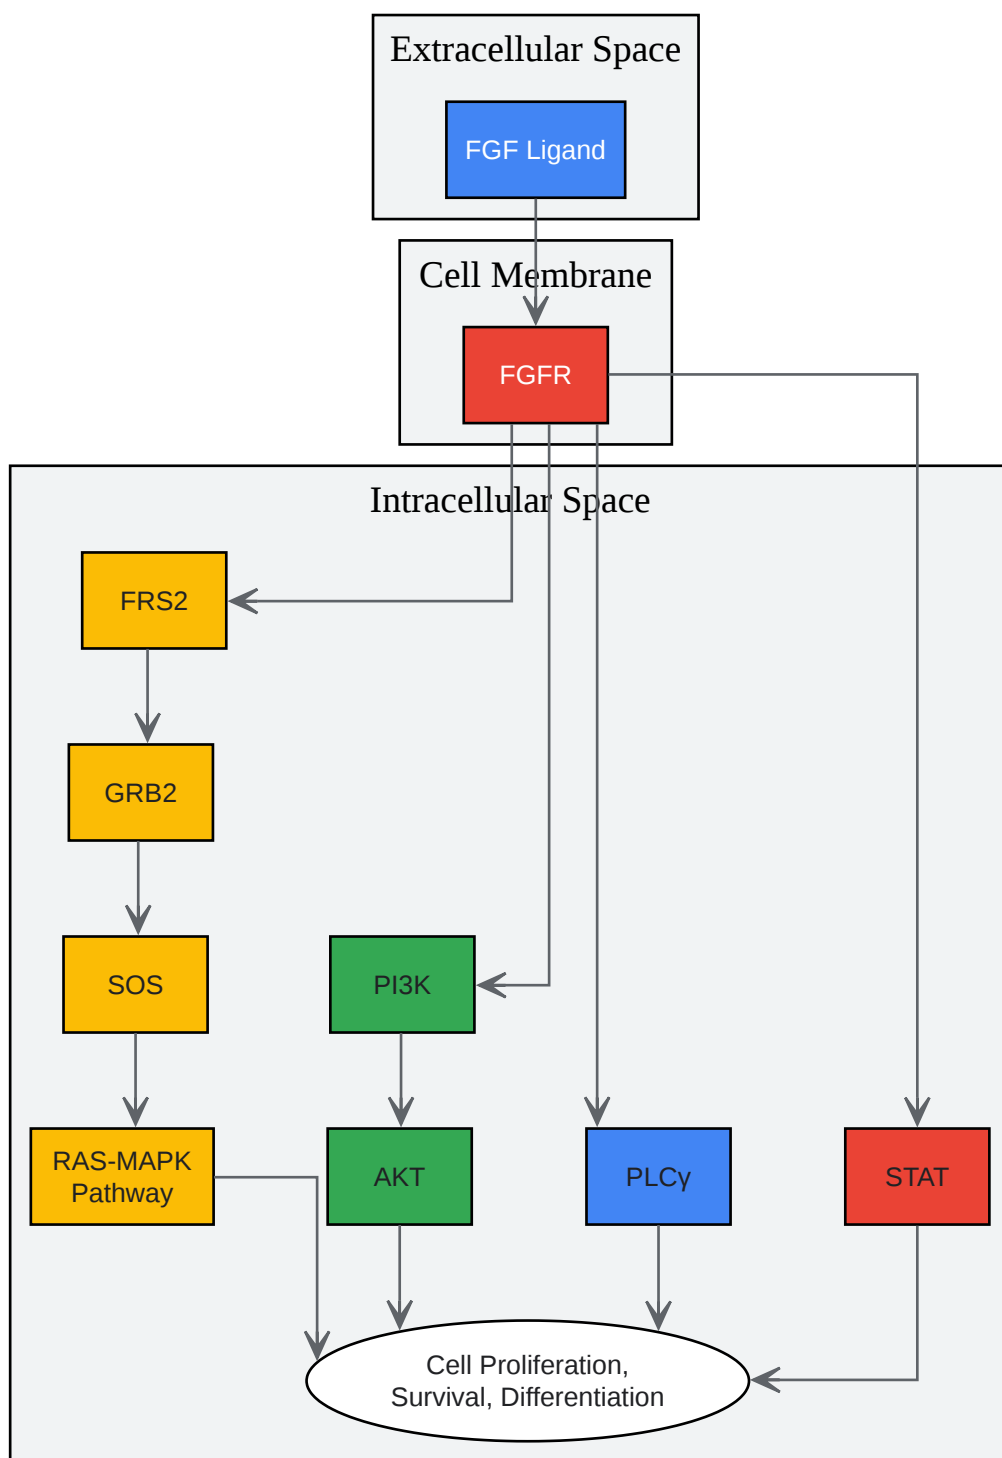 Extracellular Space
FGF Ligand
Cell Membrane
FGFR
Intracellular Space
FRS2
GRB2
SOS
PI3K
RAS-MAPK
Pathway
AKT
PLCγ
STAT
Cell Proliferation,
Survival, Differentiation